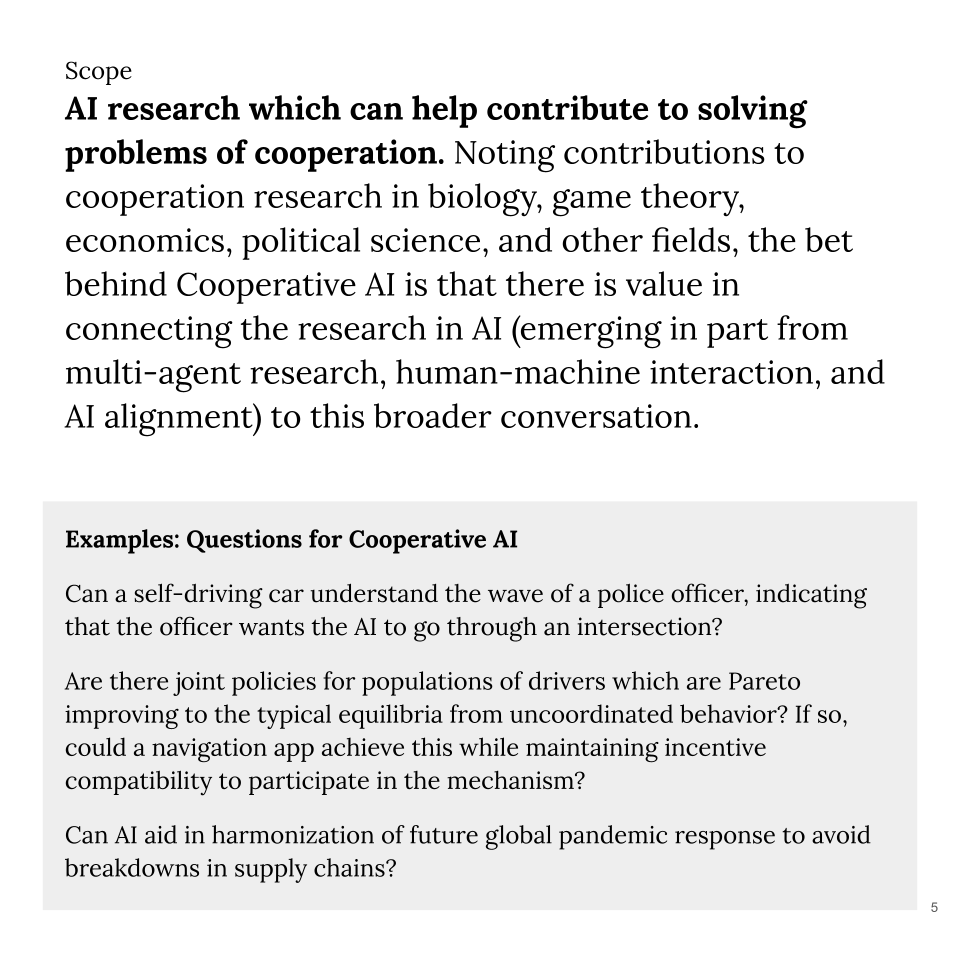 Scope
AI research which can help contribute to solving
problems of cooperation. Noting contributions to
cooperation research in biology, game theory,
economics, political science, and other fields, the bet
behind Cooperative AI is that there is value in
connecting the research in AI (emerging in part from
multi-agent research, human-machine interaction, and
AI alignment) to this broader conversation.
Examples: Questions for Cooperative AI
Can a self-driving car understand the wave of a police officer, indicating
that the officer wants the AI to go through an intersection?
Are there joint policies for populations of drivers which are Pareto
improving to the typical equilibria from uncoordinated behavior? If so,
could a navigation app achieve this while maintaining incentive
compatibility to participate in the mechanism?
Can AI aid in harmonization of future global pandemic response to avoid
breakdowns in supply chains?
5